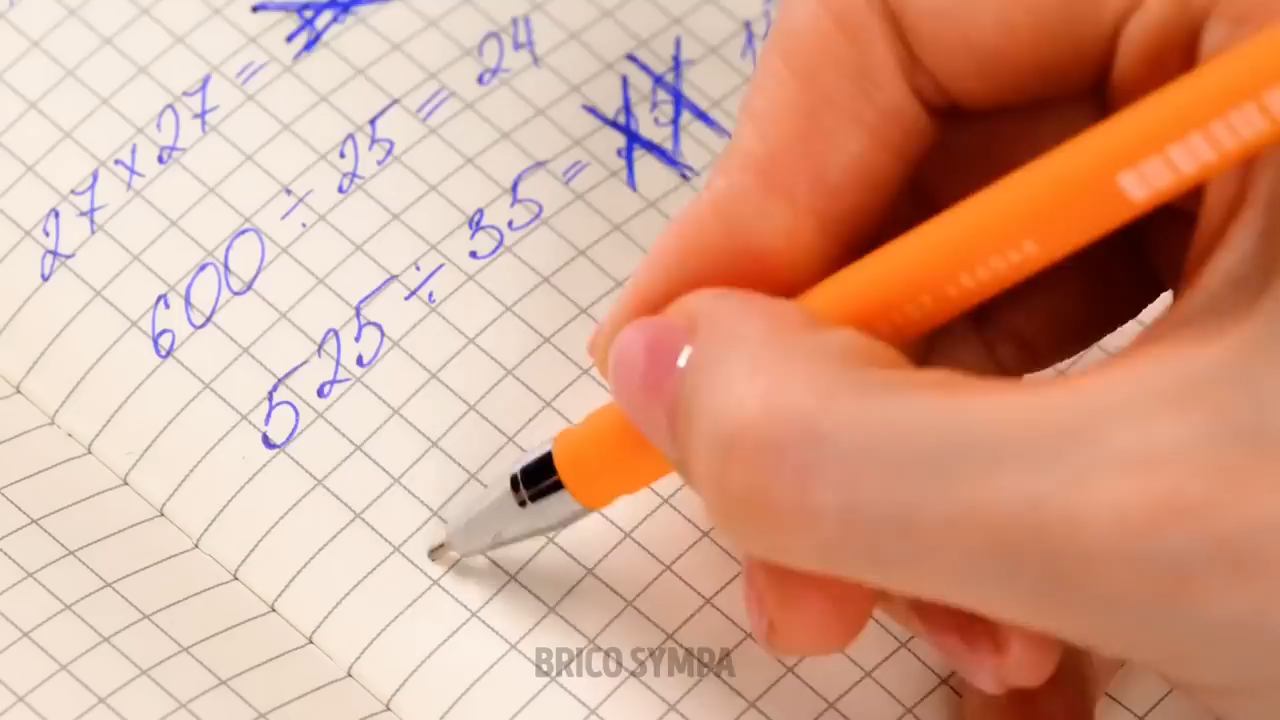 27 × 27 =
600 ÷ 25 = 24
525 ÷ 35 =
BRICO SYMPA